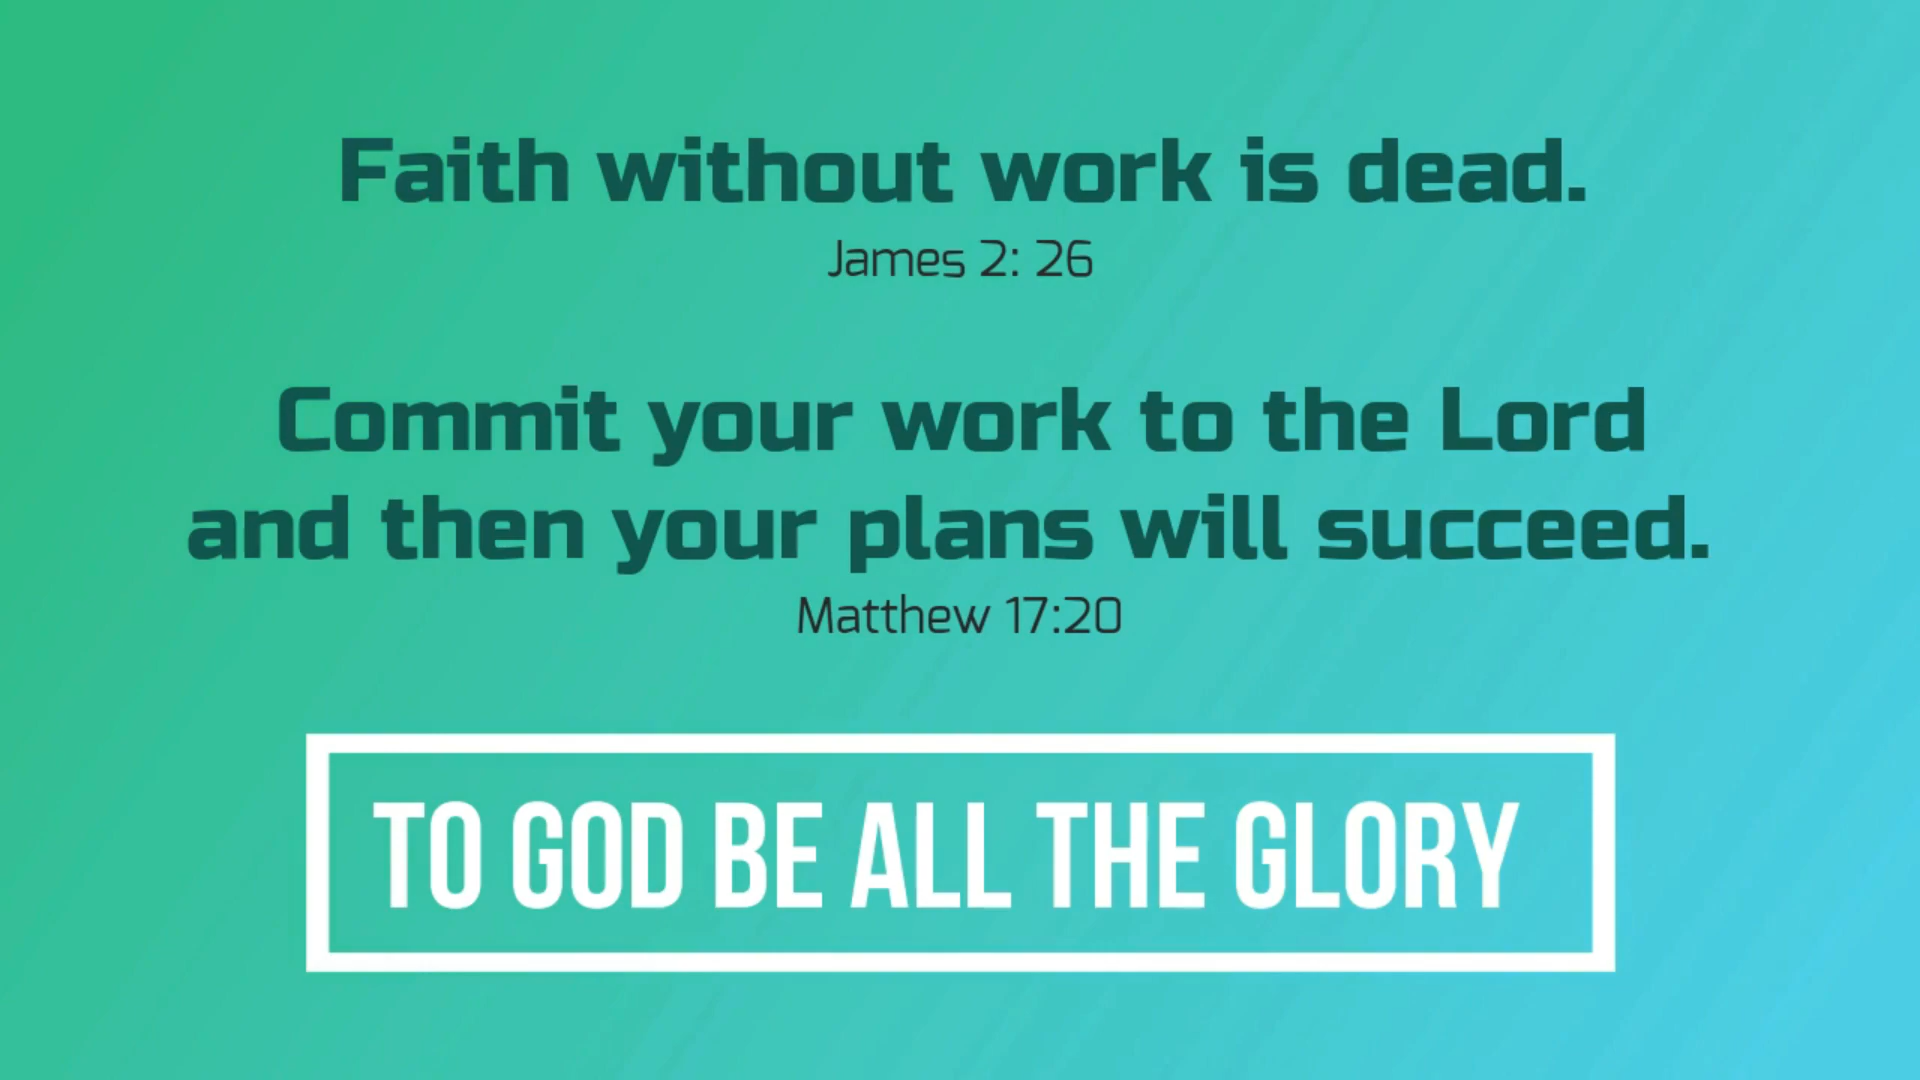 Faith without work is dead.
James 2: 26
Commit your work to the Lord
and then your plans will succeed.
Matthew 17:20
TO GOD BE ALL THE GLORY